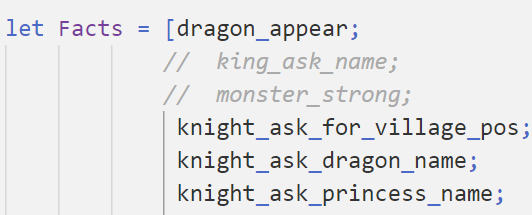 let Facts = [dragon_appear;
// king_ask_name;
// monster_strong;
knight_ask_for_village_pos;
knight_ask_dragon_name;
knight_ask_princess_name;